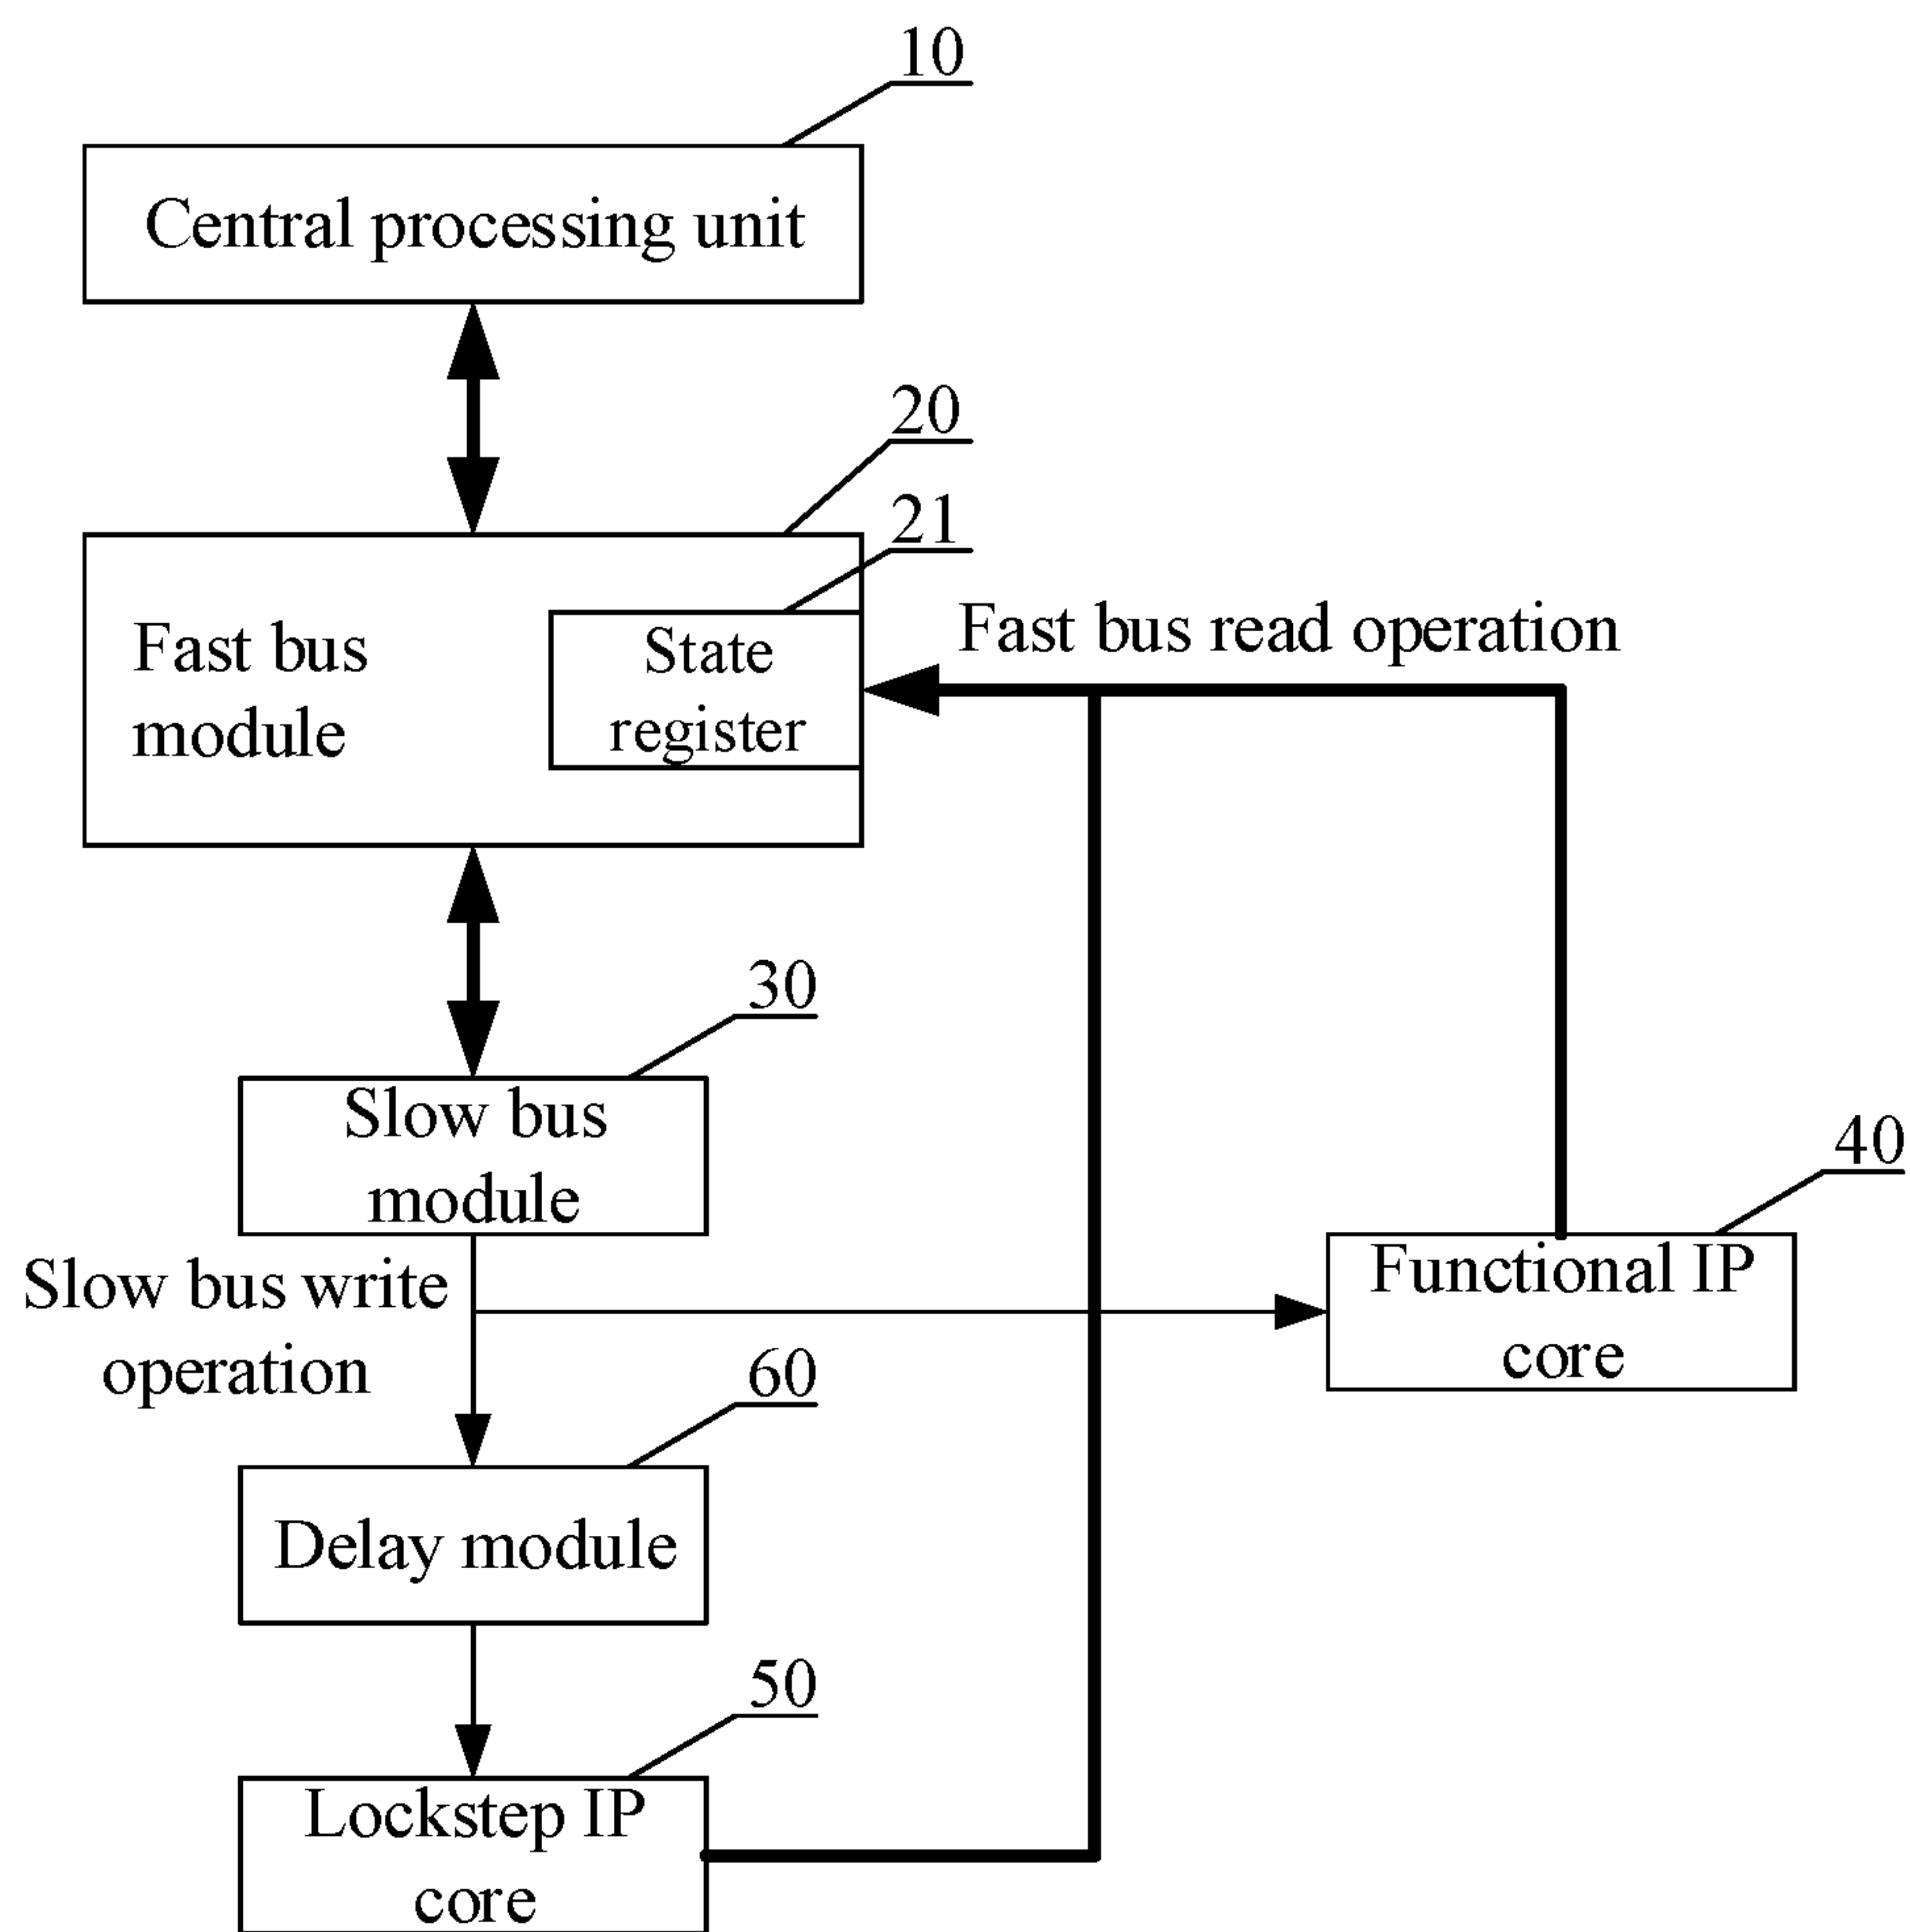 10
Central processing unit
20
21
Fast bus
module
State
register
Fast bus read operation
30
Slow bus
module
40
Functional IP
core
Slow bus write
operation
60
Delay module
50
Lockstep IP
core